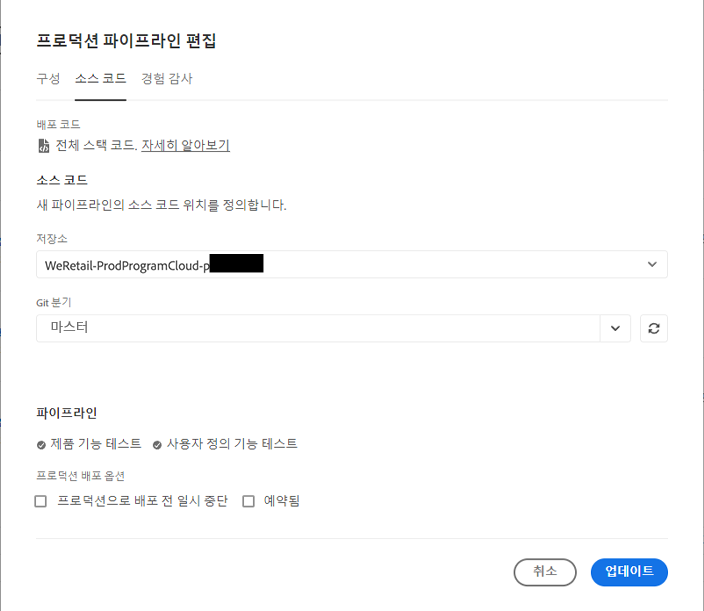 프로덕션 파이프라인 편집
구성 소스 코드 경험 감사
배포 코드
전체 스택 코드. 자세히 알아보기
소스 코드
새 파이프라인의 소스 코드 위치를 정의합니다.
저장소
WeRetail-ProdProgramCloud-p
Git 분기
마스터
파이프라인
제품 기능 테스트 사용자 정의 기능 테스트
프로덕션 배포 옵션
프로덕션으로 배포 전 일시 중단 예약됨
취소 업데이트